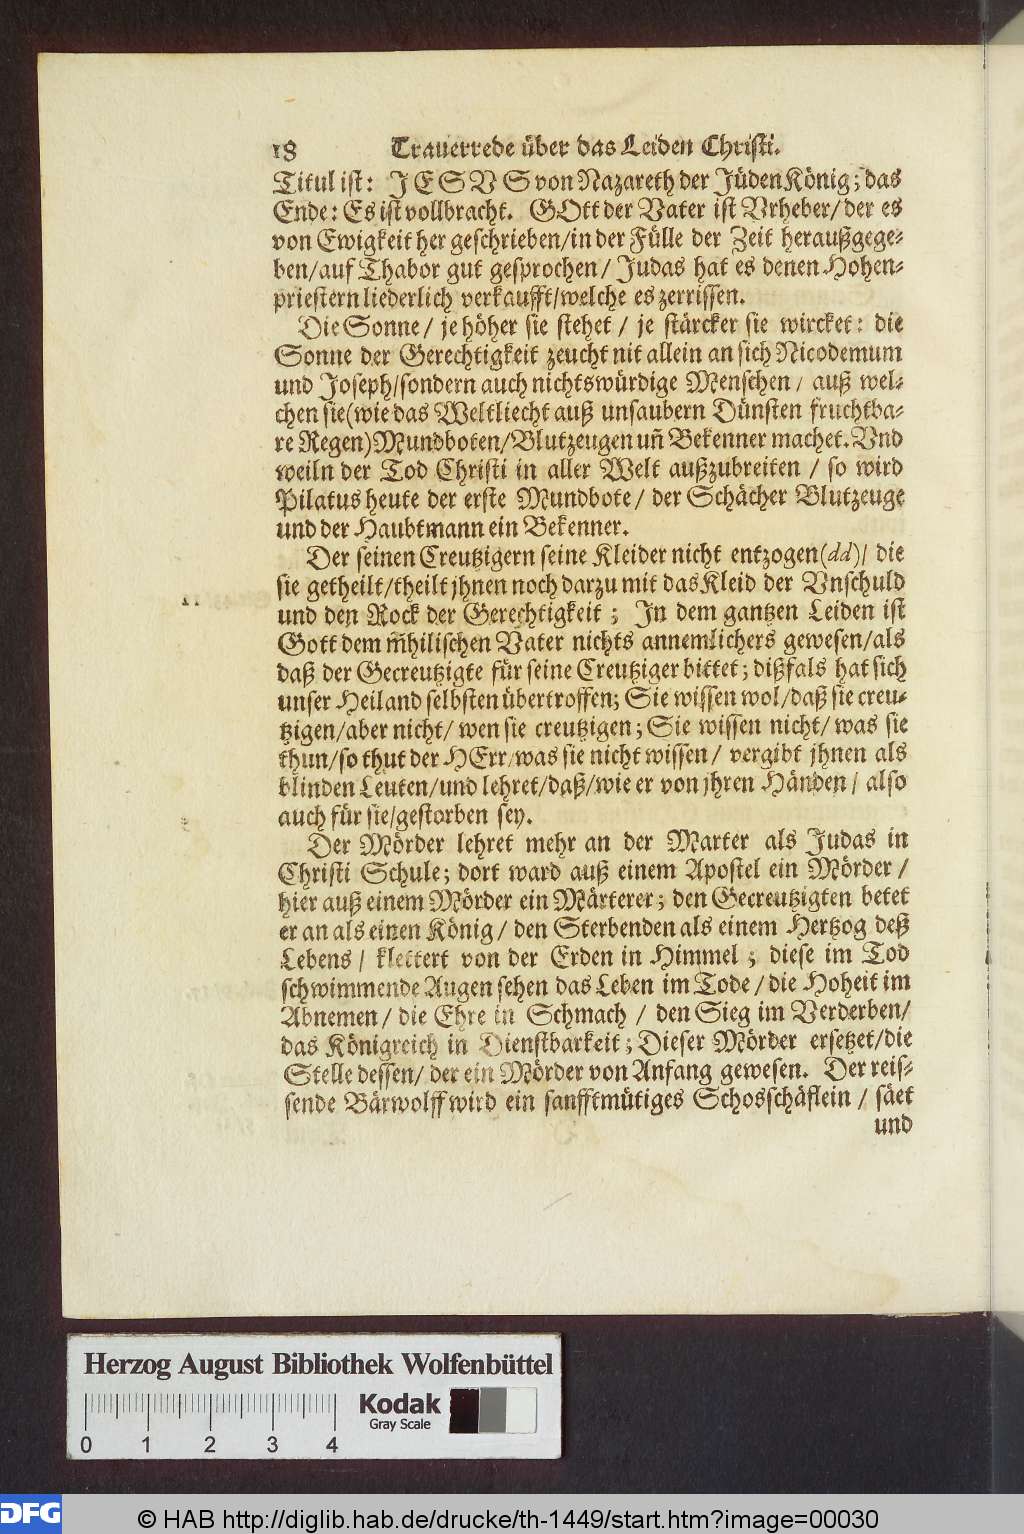 18 Trauerrede über das Leiden Christi.
Titul ist: JESVS von Nazareth der Jüden König; das
Ende: Es ist vollbracht. GOtt der Vater ist Vrheber/ der es
von Ewigkeit her geschrieben/ in der Fülle der Zeit heraußgege-
ben/ auf Thabor gut gesprochen/ Judas hat es denen Hohen-
priestern liederlich verkaufft/ welche es zerrissen.
Die Sonne/ je höher sie stehet/ je stärcker sie wircket: die
Sonne der Gerechtigkeit zeucht nit allein an sich Nicodemum
und Joseph/ sondern auch nichtswürdige Menschen/ auß wel-
chen sie (wie das Weltliecht auß unsaubern Dünsten fruchtba-
re Regen) Mundboten/ Blutzeugen uñ Bekenner machet. Vnd
weiln der Tod Christi in aller Welt außzubreiten/ so wird
Pilatus heute der erste Mundbote/ der Schächer Blutzeuge
und der Haubtmann ein Bekenner.
Der seinen Creutzigern seine Kleider nicht entzogen (dd)/ die
sie getheilt/ theilt jhnen noch darzu mit das Kleid der Vnschuld
und den Rock der Gerechtigkeit; In dem gantzen Leiden ist
Gott dem m̃hilischen Vater nichts annemlichers gewesen/ als
daß der Gecreutzigte für seine Creutziger bittet; dißfals hat sich
unser Heiland selbsten übertroffen; Sie wissen wol/ daß sie creu-
tzigen/ aber nicht/ wen sie creutzigen; Sie wissen nicht/ was sie
thun/ so thut der HErr/ was sie nicht wissen/ vergibt jhnen als
blinden Leuten/ und lehret/ daß/ wie er von jhren Händen/ also
auch für sie/ gestorben sey.
Der Mörder lehret mehr an der Marter als Judas in
Christi Schule; dort ward auß einem Apostel ein Mörder/
hier auß einem Mörder ein Märterer; den Gecreutzigten betet
er an als einen König/ den Sterbenden als einem Hertzog deß
Lebens/ klettert von der Erden in Himmel; diese im Tod
schwimmende Augen sehen das Leben im Tode/ die Hoheit im
Abnemen/ die Ehre in Schmach/ den Sieg im Verderben/
das Königreich in Dienstbarkeit; Dieser Mörder ersetzet/ die
Stelle dessen/ der ein Mörder von Anfang gewesen. Der reis-
sende Bärwolff wird ein sanfftmütiges Schosschäflein/ säet
und
Herzog August Bibliothek Wolfenbüttel
Kodak
Gray Scale
0 1 2 3 4
DFG © HAB http://diglib.hab.de/drucke/th-1449/start.htm?image=00030